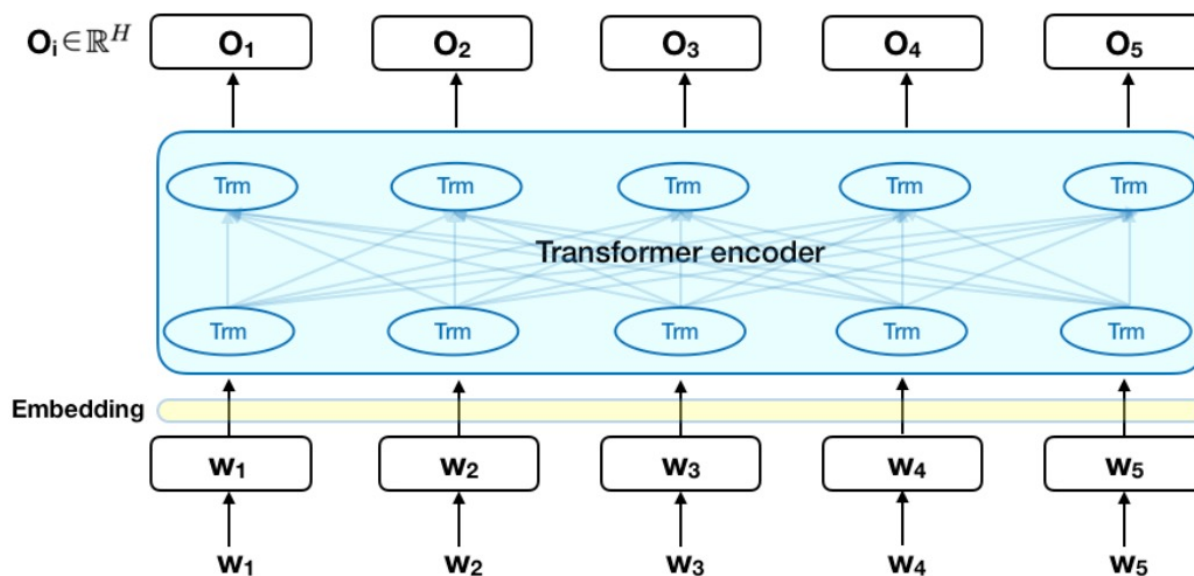 Oᵢ∈ℝᴴ O₁ O₂ O₃ O₄ O₅
Trm Trm Trm Trm Trm
Transformer encoder
Trm Trm Trm Trm Trm
Embedding
w₁ w₂ w₃ w₄ w₅
w₁ w₂ w₃ w₄ w₅